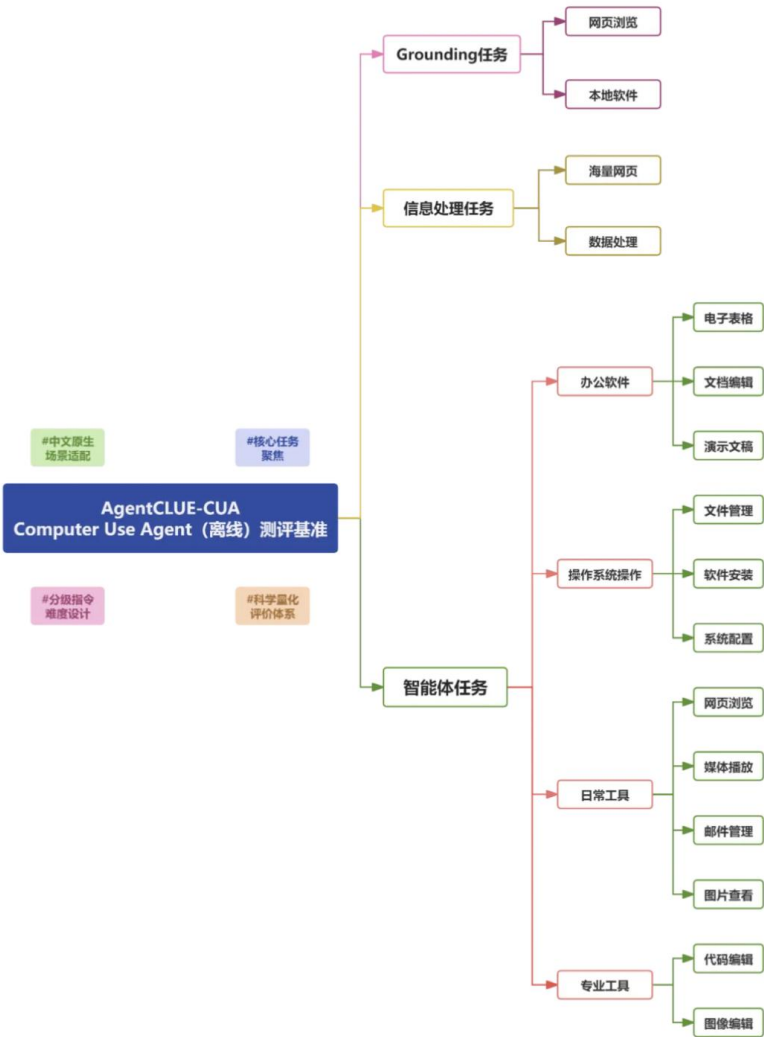 Grounding任务
网页浏览
本地软件
信息处理任务
海量网页
数据处理
#中文原生
场景适配
#核心任务
聚焦
AgentCLUE-CUA
Computer Use Agent（离线）测评基准
#分级指令
难度设计
#科学量化
评价体系
智能体任务
办公软件
电子表格
文档编辑
演示文稿
操作系统操作
文件管理
软件安装
系统配置
日常工具
网页浏览
媒体播放
邮件管理
图片查看
专业工具
代码编辑
图像编辑